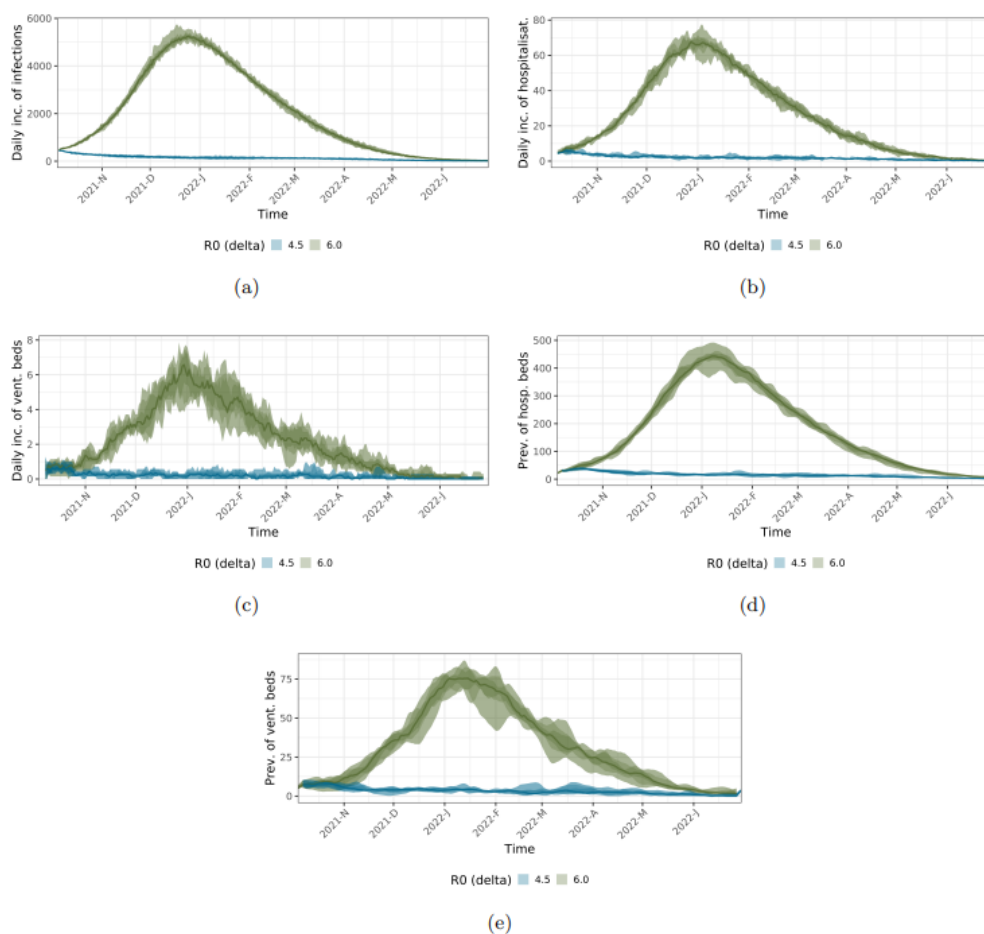 Daily inc. of infections
6000
4000
2000
0
2021-N
2021-D
2022-J
2022-F
2022-M
2022-A
2022-M
2022-J
Time
R0 (delta) 4.5 6.0
(a)
Daily inc. of hospitalisat.
80
60
40
20
0
2021-N
2021-D
2022-J
2022-F
2022-M
2022-A
2022-M
2022-J
Time
R0 (delta) 4.5 6.0
(b)
Daily inc. of vent. beds
8
6
4
2
0
2021-N
2021-D
2022-J
2022-F
2022-M
2022-A
2022-M
2022-J
Time
R0 (delta) 4.5 6.0
(c)
Prev. of hosp. beds
500
400
300
200
100
0
2021-N
2021-D
2022-J
2022-F
2022-M
2022-A
2022-M
2022-J
Time
R0 (delta) 4.5 6.0
(d)
Prev. of vent. beds
75
50
25
0
2021-N
2021-D
2022-J
2022-F
2022-M
2022-A
2022-M
2022-J
Time
R0 (delta) 4.5 6.0
(e)